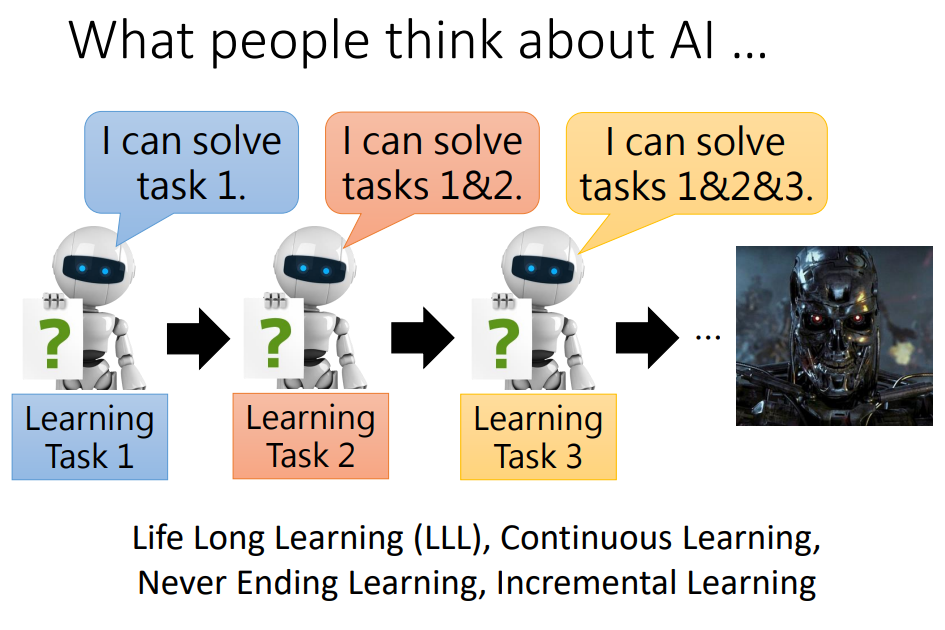 What people think about AI …
I can solve
task 1.
I can solve
tasks 1&2.
I can solve
tasks 1&2&3.
?
?
?
…
Learning
Task 1
Learning
Task 2
Learning
Task 3
Life Long Learning (LLL), Continuous Learning,
Never Ending Learning, Incremental Learning